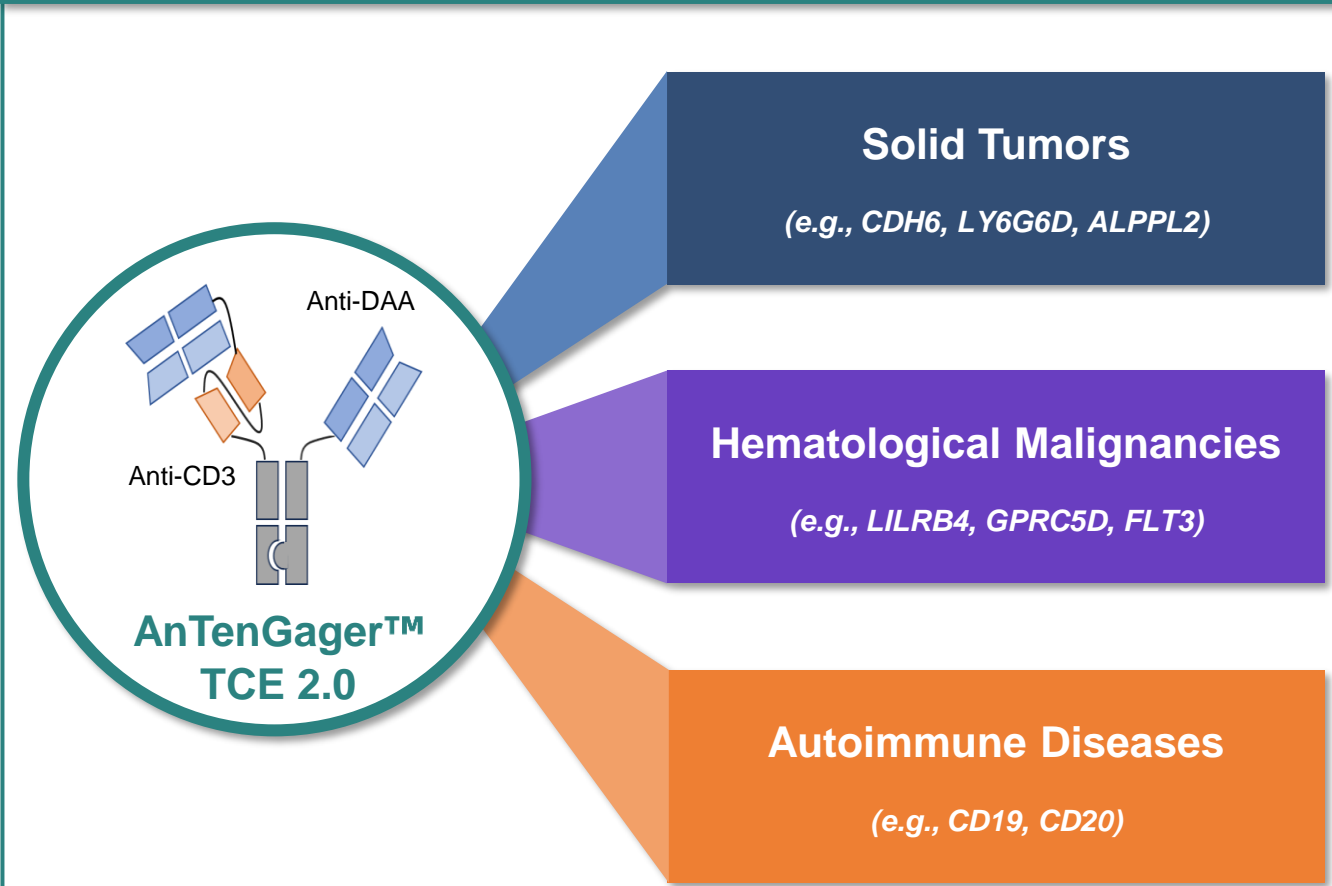 Anti-DAA
Anti-CD3
AnTenGager™
TCE 2.0
Solid Tumors
(e.g., CDH6, LY6G6D, ALPPL2)
Hematological Malignancies
(e.g., LILRB4, GPRC5D, FLT3)
Autoimmune Diseases
(e.g., CD19, CD20)